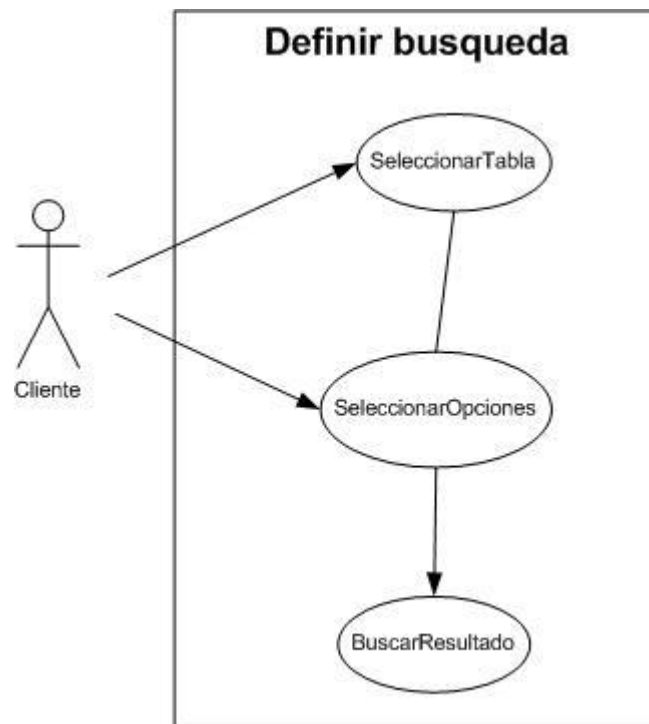 Definir busqueda
SeleccionarTabla
Cliente
SeleccionarOpciones
BuscarResultado